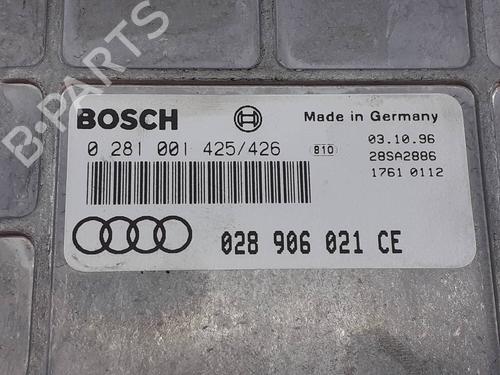 B-PARTS
BOSCH
Made in Germany
0 281 001 425/426
B10
03.10.96
28SA2886
1761 0112
028 906 021 CE